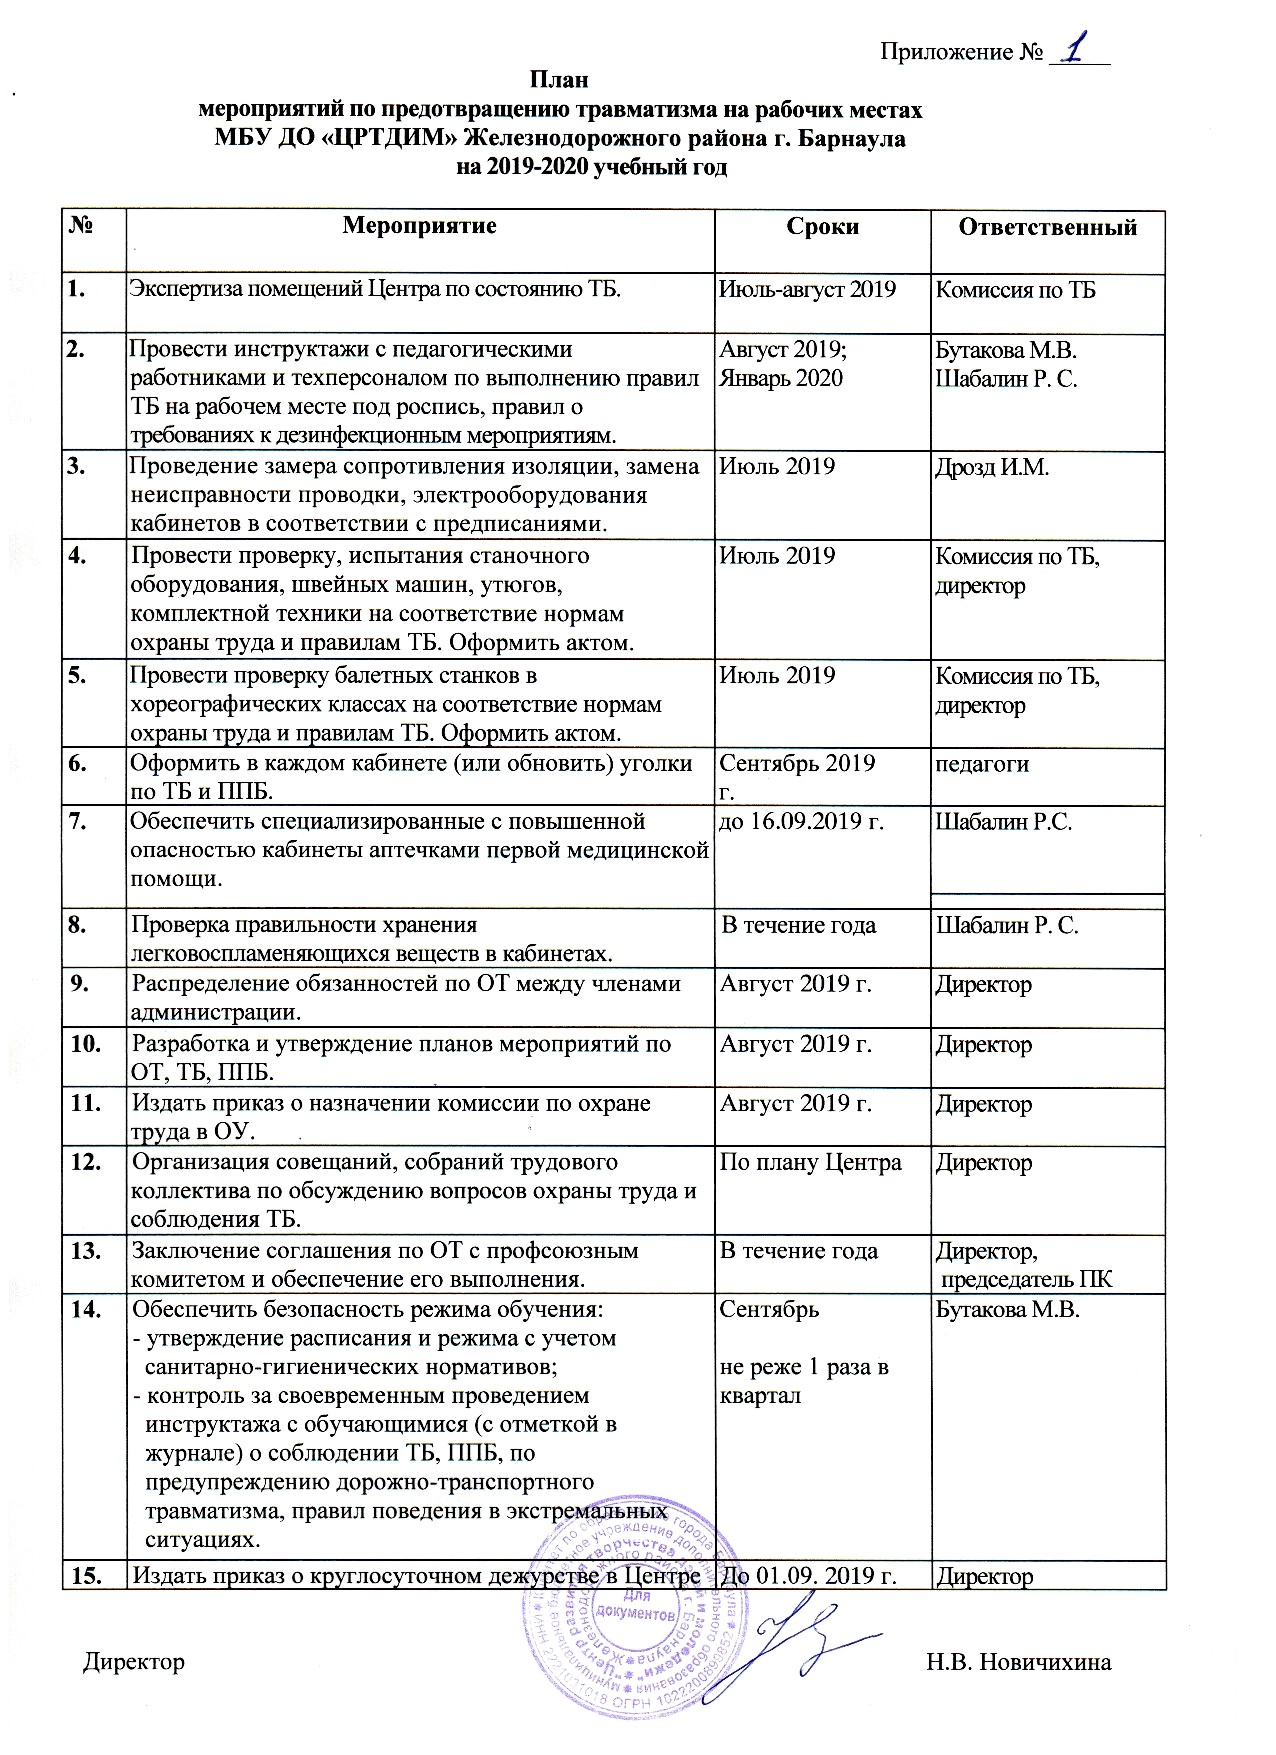 Приложение № 1
План
мероприятий по предотвращению травматизма на рабочих местах
МБУ ДО «ЦРТДИМ» Железнодорожного района г. Барнаула
на 2019-2020 учебный год
№ Мероприятие Сроки Ответственный
1. Экспертиза помещений Центра по состоянию ТБ. Июль-август 2019 Комиссия по ТБ
2. Провести инструктажи с педагогическими Август 2019; Бутакова М.В.
работниками и техперсоналом по выполнению правил Январь 2020 Шабалин Р. С.
ТБ на рабочем месте под роспись, правил о
требованиях к дезинфекционным мероприятиям.
3. Проведение замера сопротивления изоляции, замена Июль 2019 Дрозд И.М.
неисправности проводки, электрооборудования
кабинетов в соответствии с предписаниями.
4. Провести проверку, испытания станочного Июль 2019 Комиссия по ТБ,
оборудования, швейных машин, утюгов, директор
комплектной техники на соответствие нормам
охраны труда и правилам ТБ. Оформить актом.
5. Провести проверку балетных станков в Июль 2019 Комиссия по ТБ,
хореографических классах на соответствие нормам директор
охраны труда и правилам ТБ. Оформить актом.
6. Оформить в каждом кабинете (или обновить) уголки Сентябрь 2019 педагоги
по ТБ и ППБ. г.
7. Обеспечить специализированные с повышенной до 16.09.2019 г. Шабалин Р.С.
опасностью кабинеты аптечками первой медицинской
помощи.
8. Проверка правильности хранения В течение года Шабалин Р. С.
легковоспламеняющихся веществ в кабинетах.
9. Распределение обязанностей по ОТ между членами Август 2019 г. Директор
администрации.
10. Разработка и утверждение планов мероприятий по Август 2019 г. Директор
ОТ, ТБ, ППБ.
11. Издать приказ о назначении комиссии по охране Август 2019 г. Директор
труда в ОУ.
12. Организация совещаний, собраний трудового По плану Центра Директор
коллектива по обсуждению вопросов охраны труда и
соблюдения ТБ.
13. Заключение соглашения по ОТ с профсоюзным В течение года Директор,
комитетом и обеспечение его выполнения. председатель ПК
14. Обеспечить безопасность режима обучения: Сентябрь Бутакова М.В.
- утверждение расписания и режима с учетом
санитарно-гигиенических нормативов; не реже 1 раза в
- контроль за своевременным проведением квартал
инструктажа с обучающимися (с отметкой в
журнале) о соблюдении ТБ, ППБ, по
предупреждению дорожно-транспортного
травматизма, правил поведения в экстремальных
ситуациях.
15. Издать приказ о круглосуточном дежурстве в Центре До 01.09. 2019 г. Директор
Для
документов
Директор Н.В. Новичихина